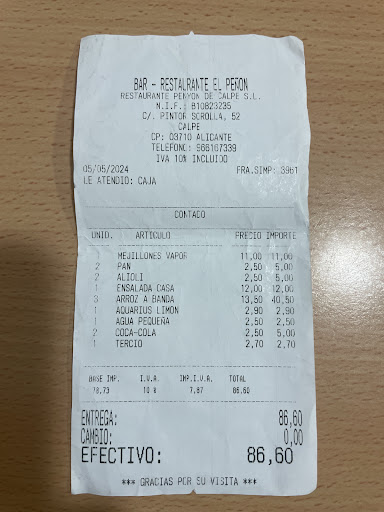 BAR - RESTAURANTE EL PEÑON
RESTAURANTE PENYON DE CALPE S.L.
N.I.F.: B10823235
C/. PINTOR SOROLLA, 52
CALPE
CP: 03710 ALICANTE
TELEFONO: 966167339
IVA 10% INCLUIDO
05/05/2024 FRA.SIMP: 3961
LE ATENDIO: CAJA
CONTADO
UNID. ARTICULO PRECIO IMPORTE
MEJILLONES VAPOR 11,00 11,00
2 PAN 2,50 5,00
2 ALIOLI 2,50 5,00
1 ENSALADA CASA 12,00 12,00
3 ARROZ A BANDA 13,50 40,50
1 AQUARIUS LIMON 2,90 2,90
1 AGUA PEQUEÑA 2,50 2,50
2 COCA-COLA 2,50 5,00
1 TERCIO 2,70 2,70
BASE IMP. I.V.A. IMP.I.V.A. TOTAL
78,73 10 % 7,87 86,60
ENTREGA: 86,60
CAMBIO: 0,00
EFECTIVO: 86,60
*** GRACIAS POR SU VISITA ***